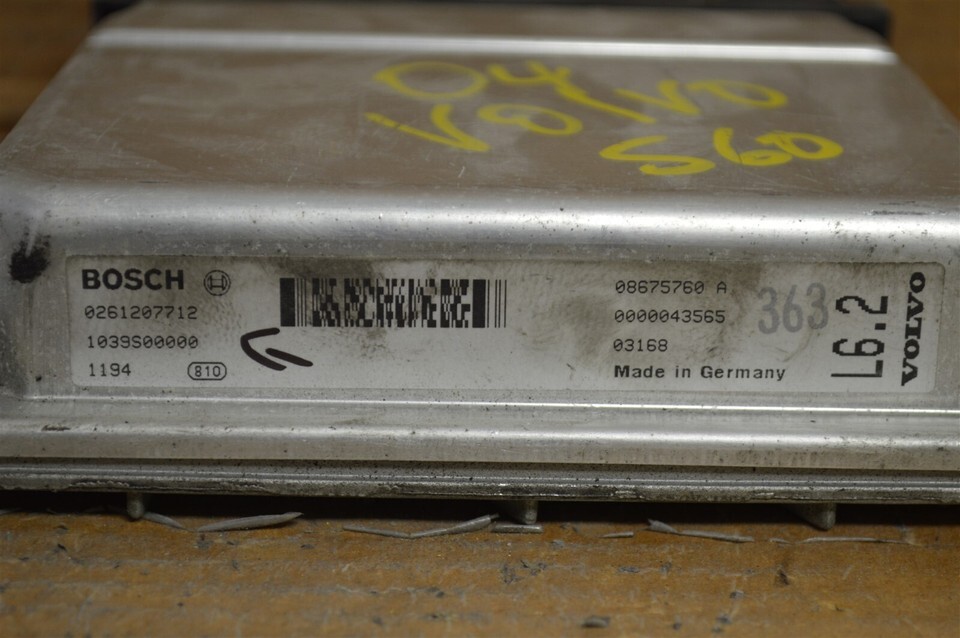 04 VOLVO
S60
BOSCH
0261207712
1039S00000
1194 810
08675760 A
0000043565
03168
Made in Germany
363
L6.2
VOLVO